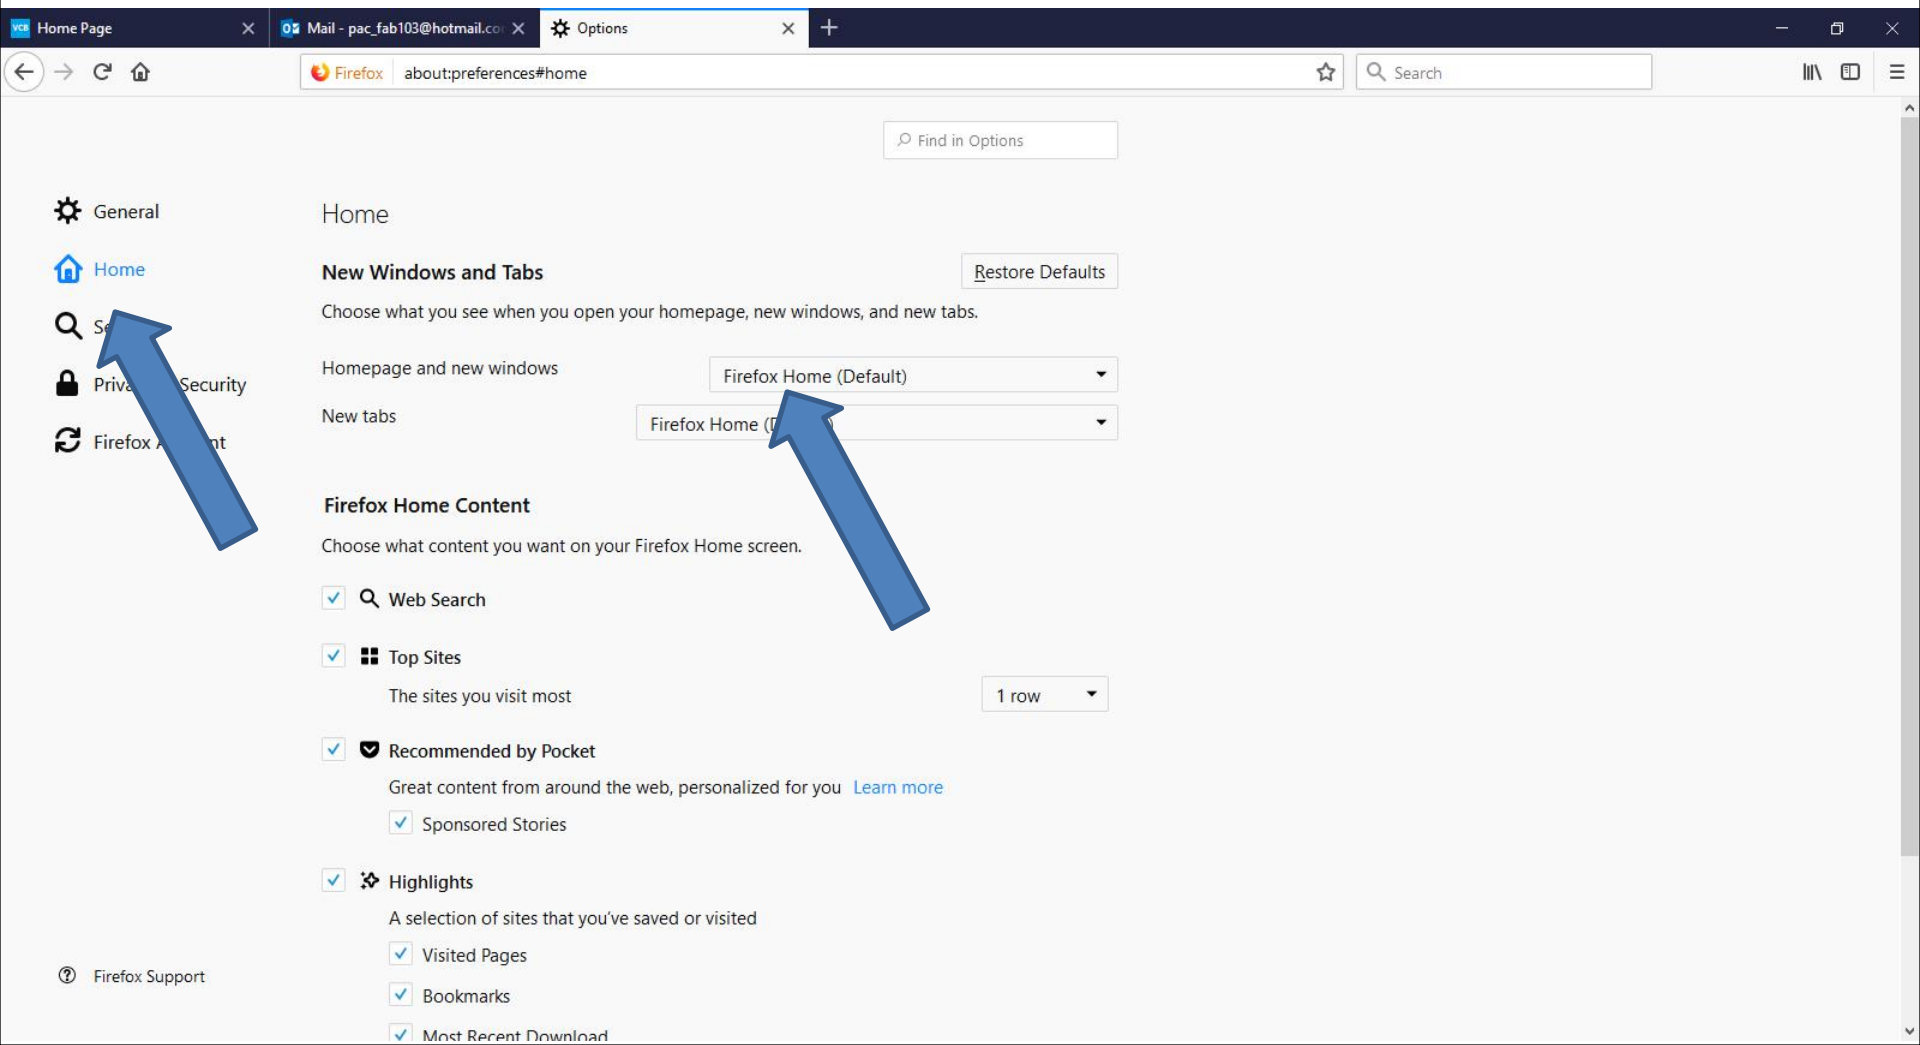 VCB Home Page
Mail - pac_fab103@hotmail.co
Options
Firefox
about:preferences#home
Search
Find in Options
General
Home
Security
Firefox
Firefox Support
Home
New Windows and Tabs
Restore Defaults
Choose what you see when you open your homepage, new windows, and new tabs.
Homepage and new windows
Firefox Home (Default)
New tabs
Firefox Home
Firefox Home Content
Choose what content you want on your Firefox Home screen.
Web Search
Top Sites
The sites you visit most
1 row
Recommended by Pocket
Great content from around the web, personalized for you Learn more
Sponsored Stories
Highlights
A selection of sites that you've saved or visited
Visited Pages
Bookmarks
Most Recent Download